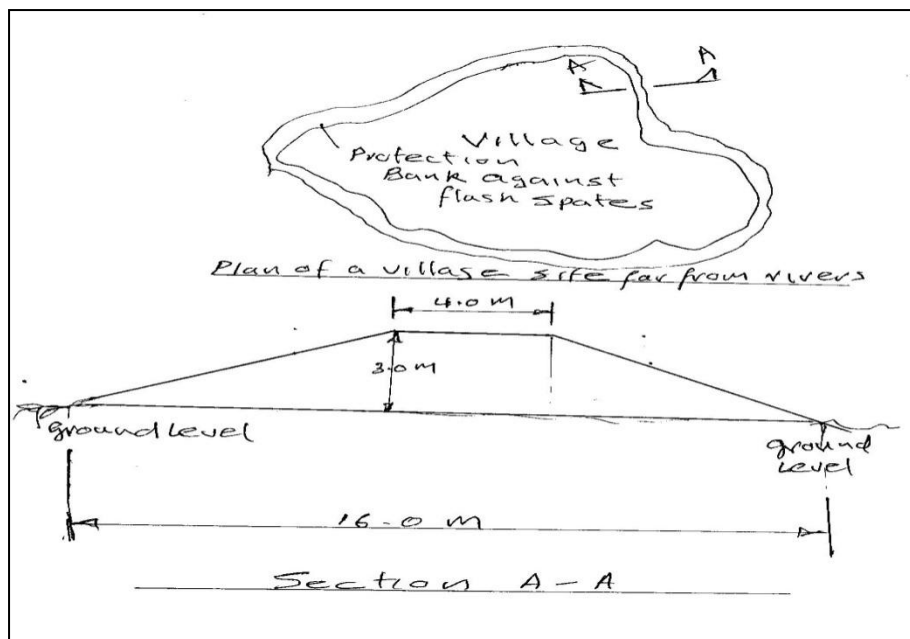 A A
Village
Protection
Bank against
flash spates
Plan of a village site far from rivers
4.0 M
3.0 M
ground Level
ground
Level
16.0 M
Section A - A